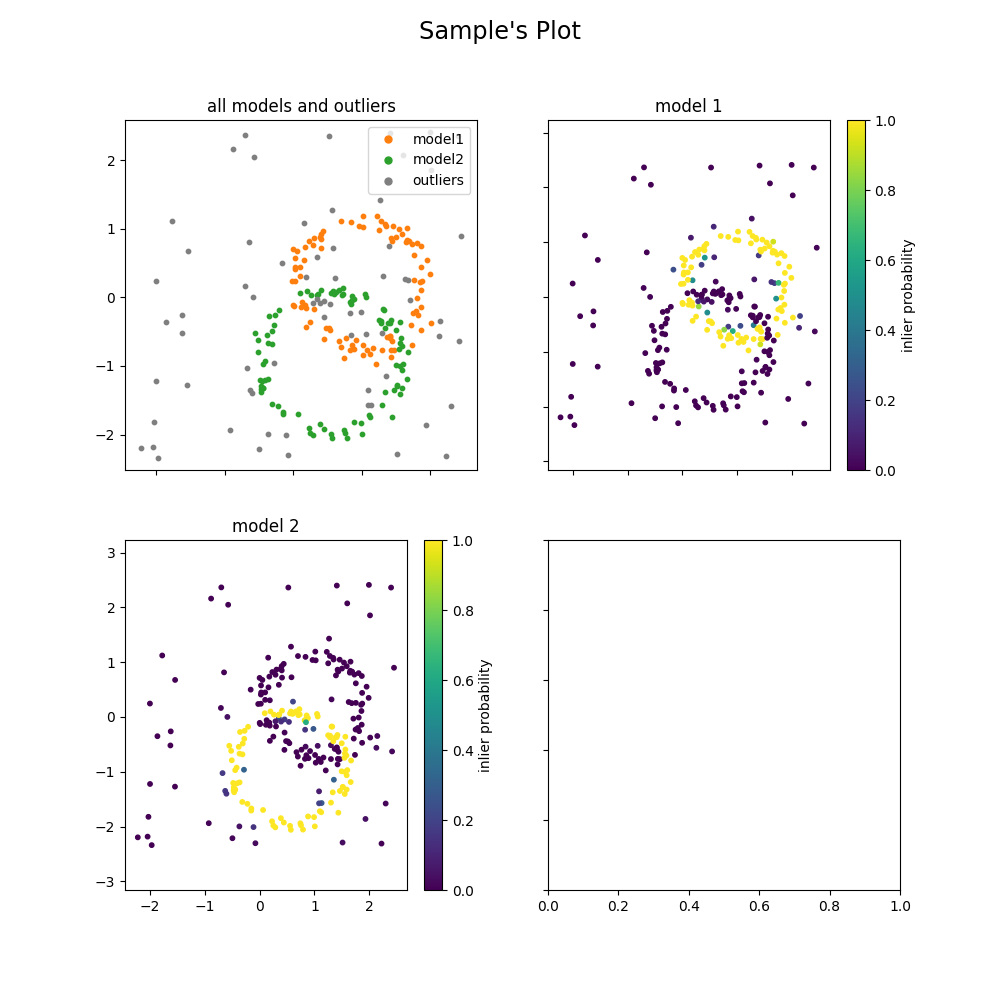 Sample's Plot
all models and outliers
model 1
model1
model2
outliers
2
1
0
−1
−2
1.0
0.8
0.6
0.4
0.2
0.0
inlier probability
model 2
3
2
1
0
−1
−2
−3
−2 −1 0 1 2
1.0
0.8
0.6
0.4
0.2
0.0
inlier probability
0.0 0.2 0.4 0.6 0.8 1.0